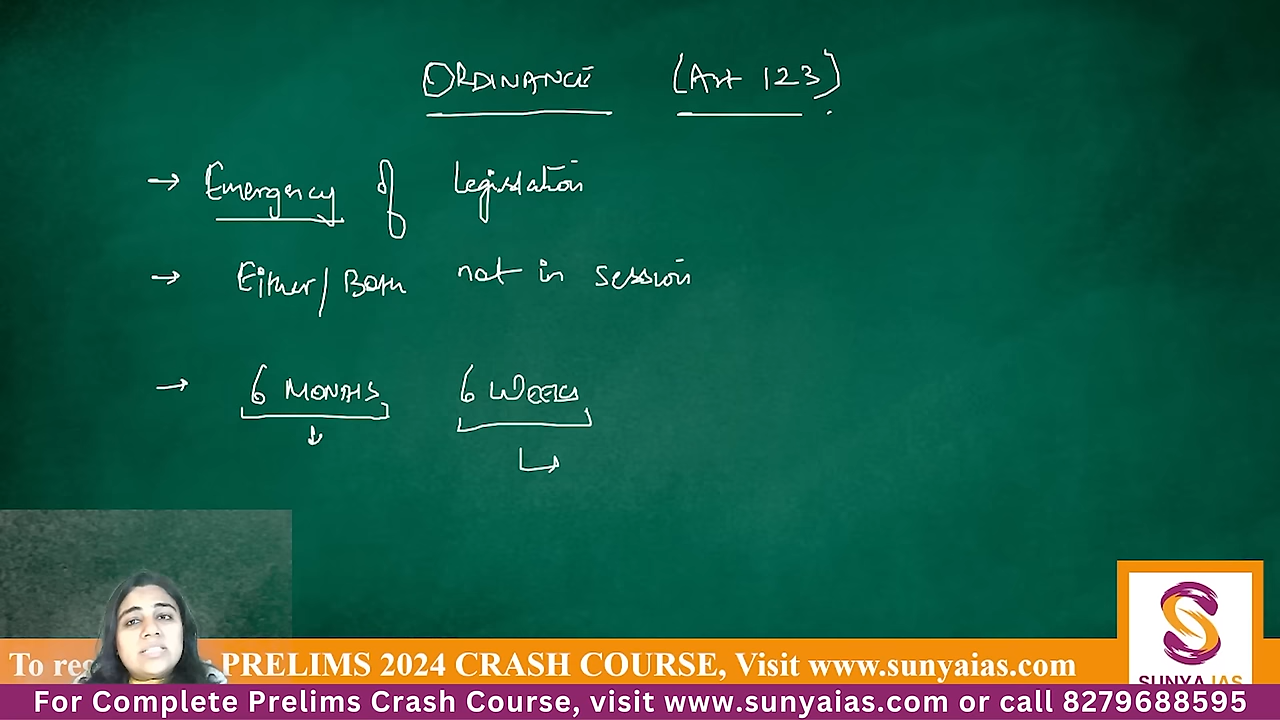 ORDINANCE (Art 123)
→ Emergency of legislation
→ Either/Both not in session
→ 6 MONTHS 6 WEEKS
To re PRELIMS 2024 CRASH COURSE, Visit www.sunyaias.com
SUNYA IAS
For Complete Prelims Crash Course, visit www.sunyaias.com or call 8279688595